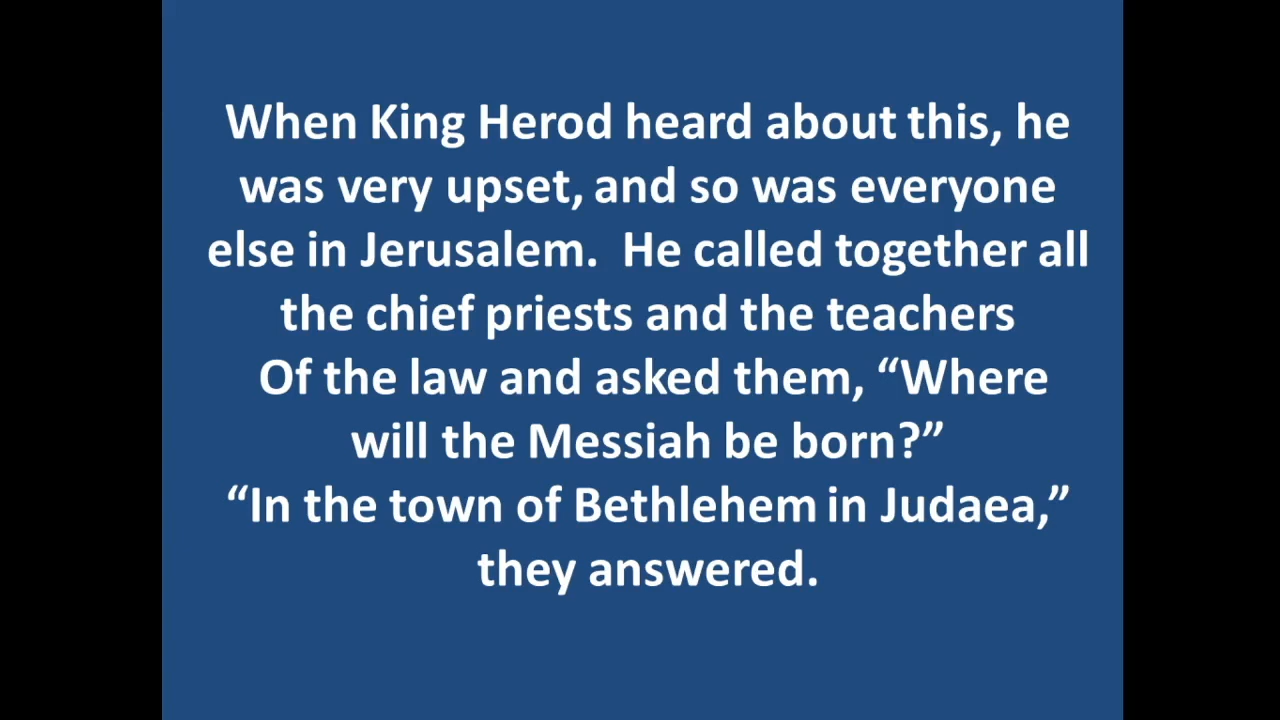 When King Herod heard about this, he
was very upset, and so was everyone
else in Jerusalem.  He called together all
the chief priests and the teachers
Of the law and asked them, “Where
will the Messiah be born?”
“In the town of Bethlehem in Judaea,”
they answered.